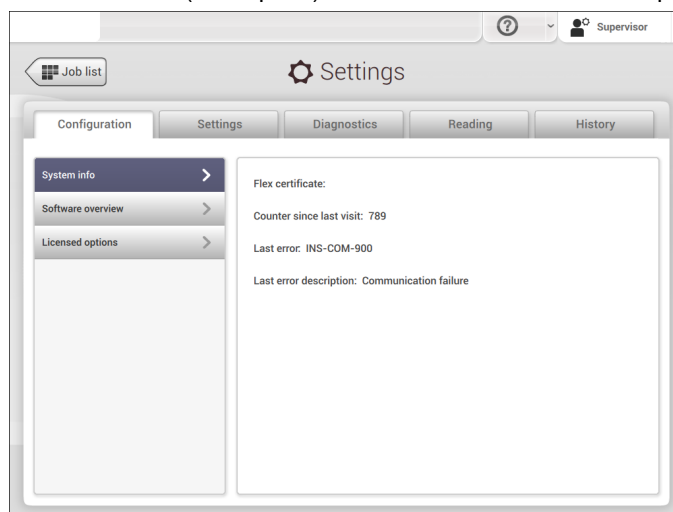 ? Supervisor
Job list
Settings
Configuration Settings Diagnostics Reading History
System info
Software overview
Licensed options
Flex certificate:
Counter since last visit: 789
Last error: INS-COM-900
Last error description: Communication failure